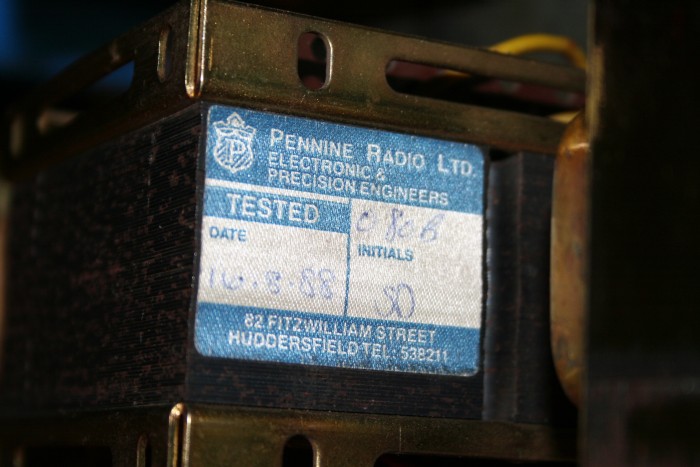 PENNINE RADIO LTD.
ELECTRONIC &
PRECISION ENGINEERS
TESTED
DATE
INITIALS
16.8.88
82 FITZWILLIAM STREET
HUDDERSFIELD TEL: 538211